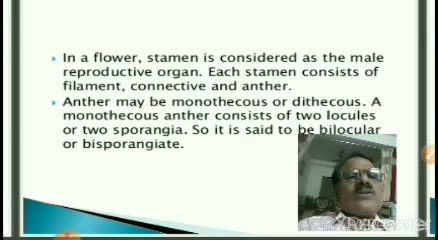 In a flower, stamen is considered as the male
reproductive organ. Each stamen consists of
filament, connective and anther.
Anther may be monothecous or dithecous. A
monothecous anther consists of two locules
or two sporangia. So it is said to be bilocular
or bisporangiate.